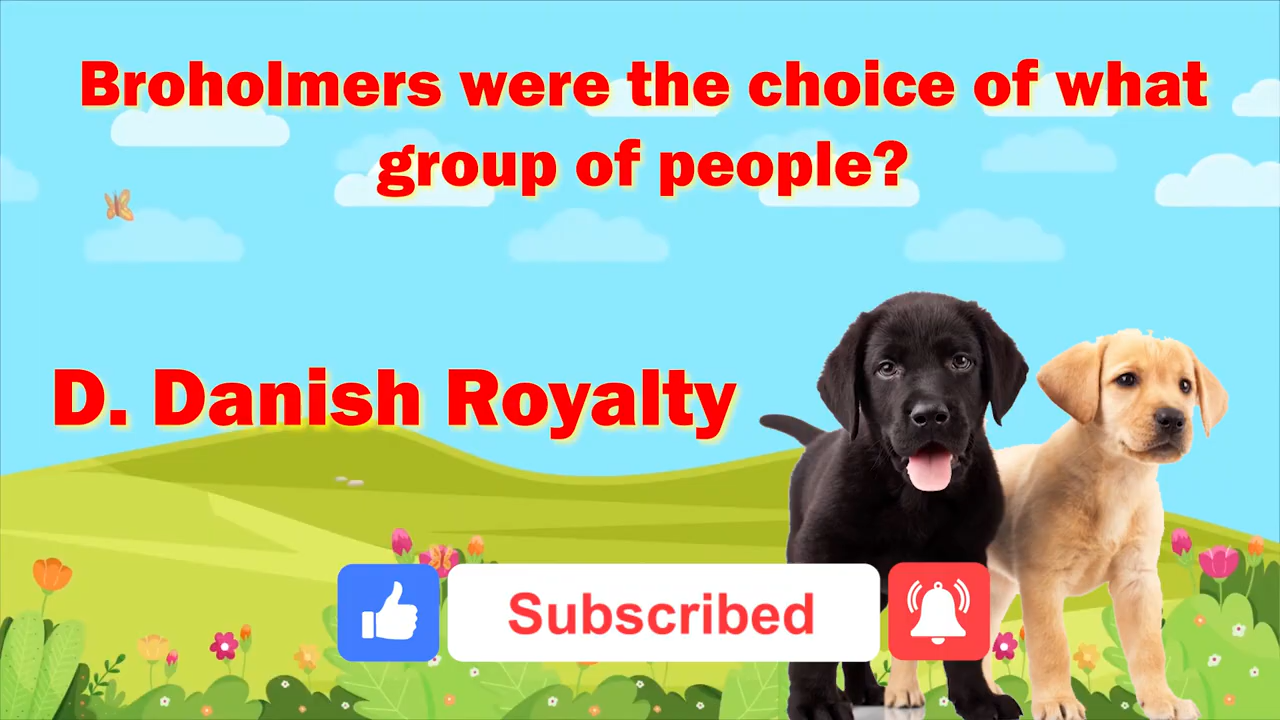 Broholmers were the choice of what
group of people?
D. Danish Royalty
Subscribed